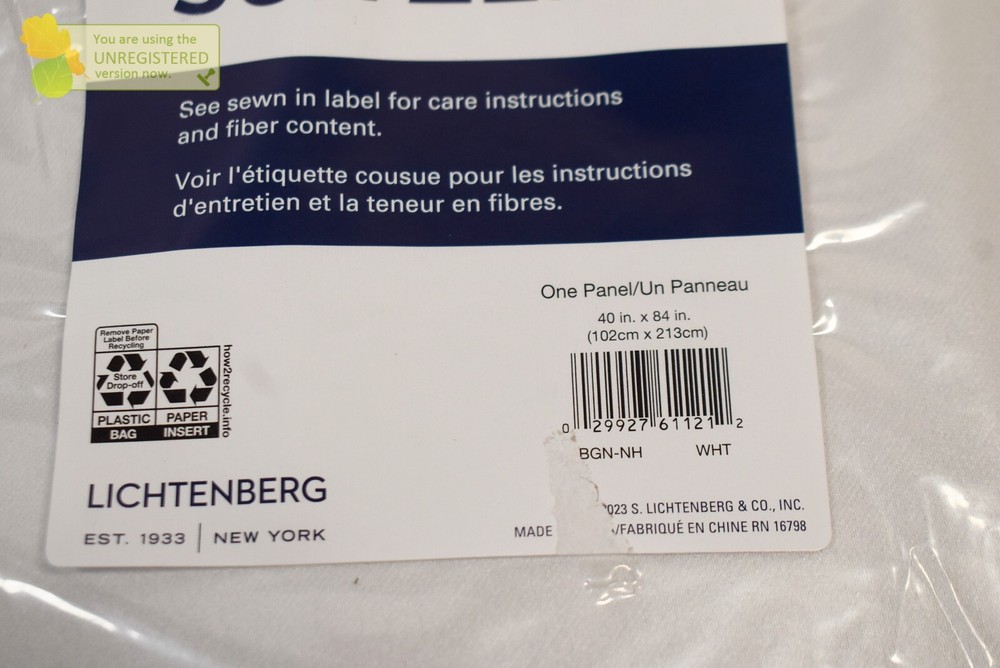 You are using the
UNREGISTERED
version now.
See sewn in label for care instructions
and fiber content.
Voir l'étiquette cousue pour les instructions
d'entretien et la teneur en fibres.
One Panel/Un Panneau
40 in. x 84 in.
(102cm x 213cm)
0 29927 61121 2
BGN-NH WHT
Remove Paper
Label Before
Recycling
Store
Drop-off
PLASTIC
BAG
PAPER
INSERT
how2recycle.info
LICHTENBERG
EST. 1933 | NEW YORK
2023 S. LICHTENBERG & CO., INC.
MADE /FABRIQUÉ EN CHINE RN 16798